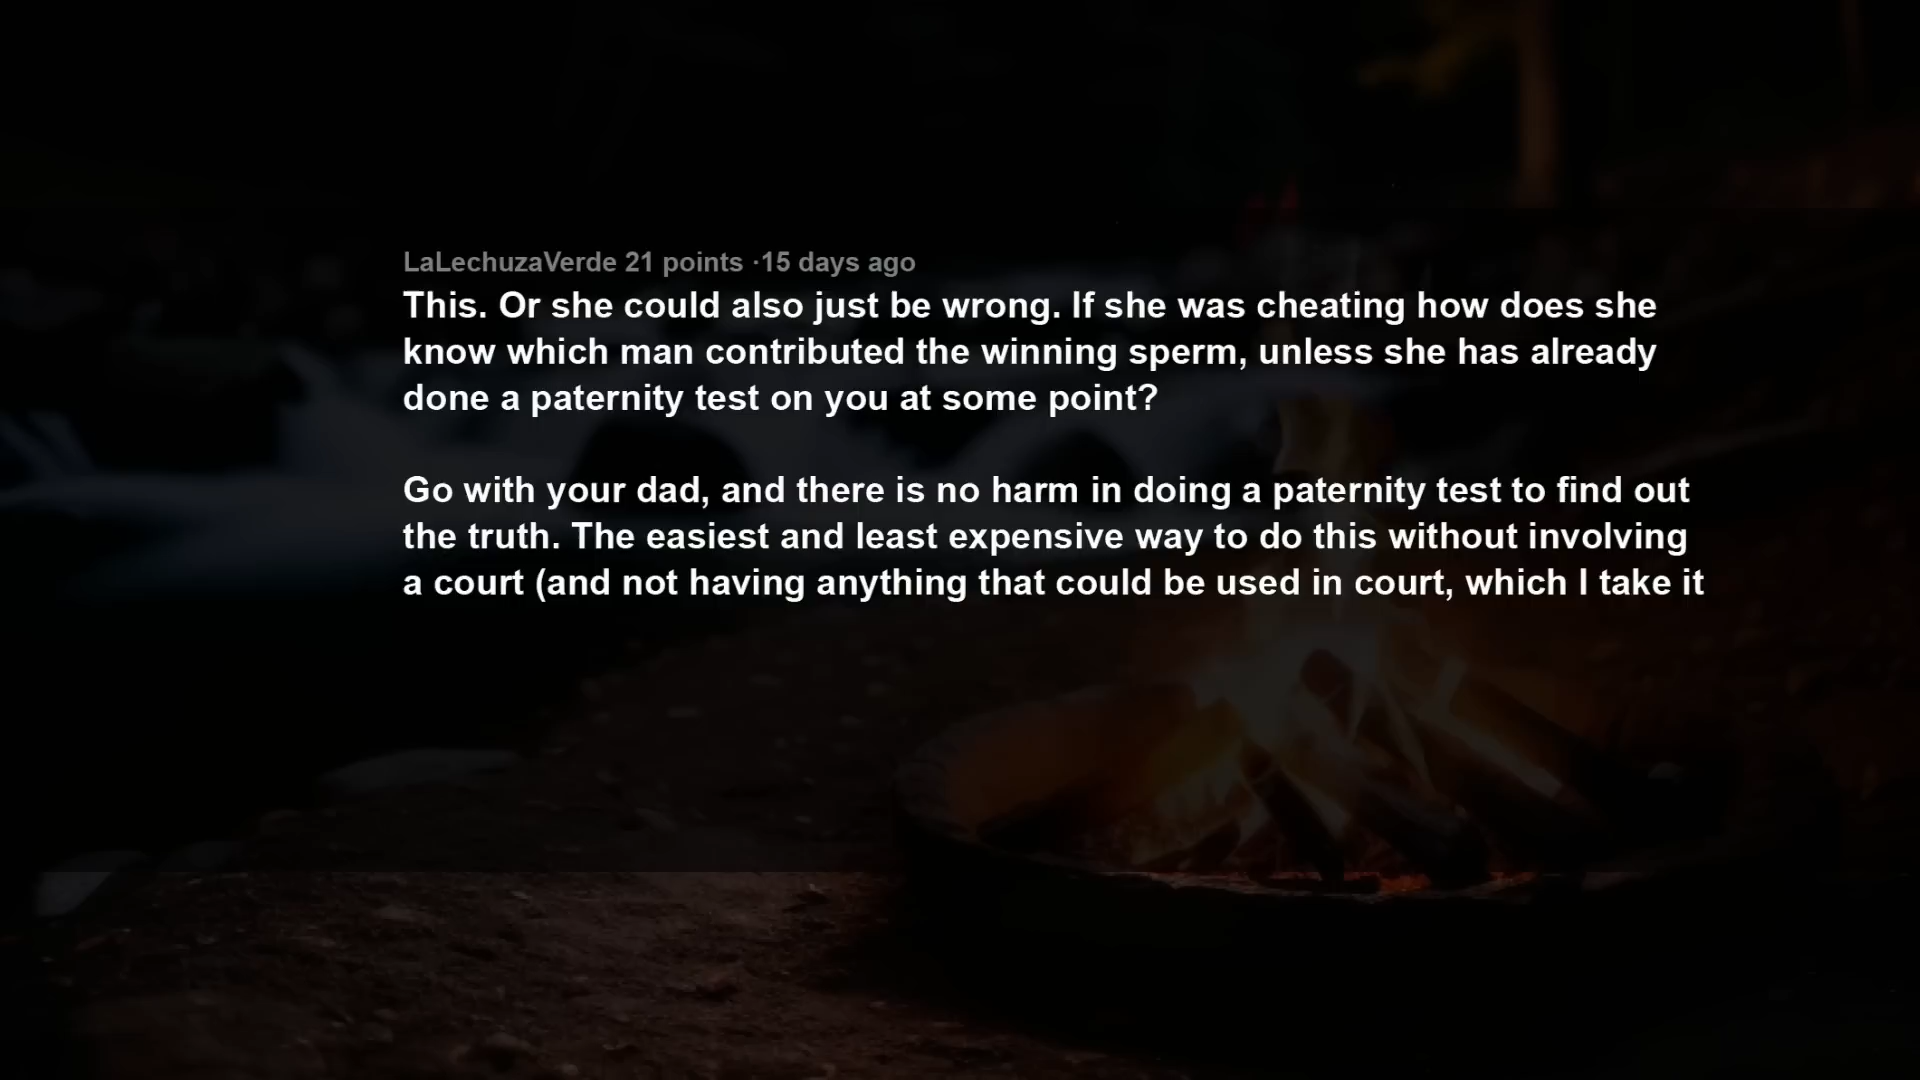 LaLechuzaVerde 21 points ·15 days ago
This. Or she could also just be wrong. If she was cheating how does she
know which man contributed the winning sperm, unless she has already
done a paternity test on you at some point?
Go with your dad, and there is no harm in doing a paternity test to find out
the truth. The easiest and least expensive way to do this without involving
a court (and not having anything that could be used in court, which I take it